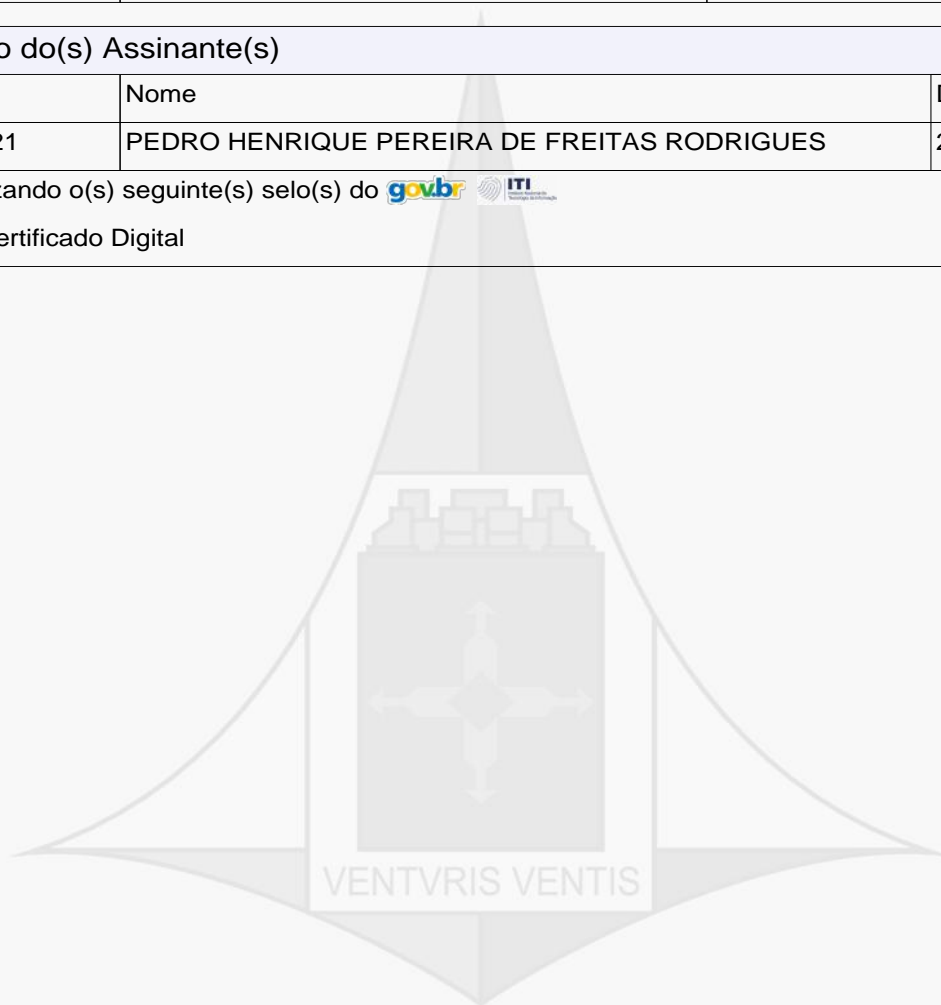 o do(s) Assinante(s)
Nome
21 PEDRO HENRIQUE PEREIRA DE FREITAS RODRIGUES 2
zando o(s) seguinte(s) selo(s) do gov.br ITI
ertificado Digital
VENTVRIS VENTIS